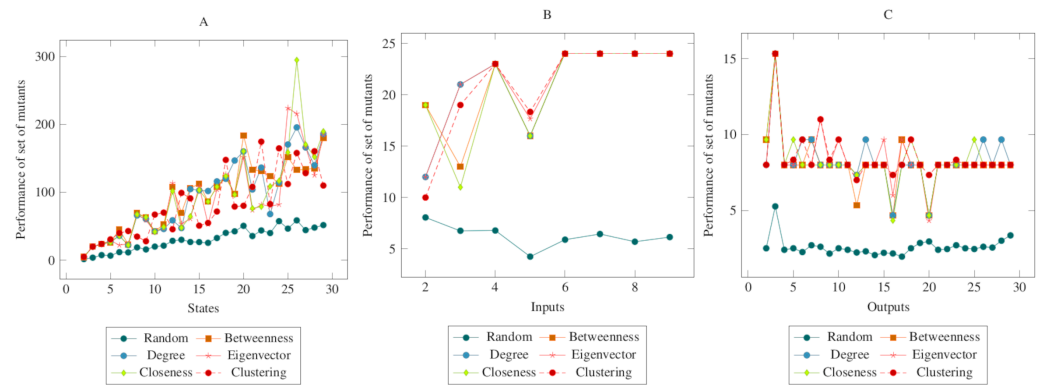 A
Performance of set of mutants
300
200
100
0
0 5 10 15 20 25 30
States
Random Betweenness
Degree Eigenvector
Closeness Clustering
B
Performance of set of mutants
25
20
15
10
5
2 4 6 8
Inputs
Random Betweenness
Degree Eigenvector
Closeness Clustering
C
Performance of set of mutants
15
10
5
0 5 10 15 20 25 30
Outputs
Random Betweenness
Degree Eigenvector
Closeness Clustering